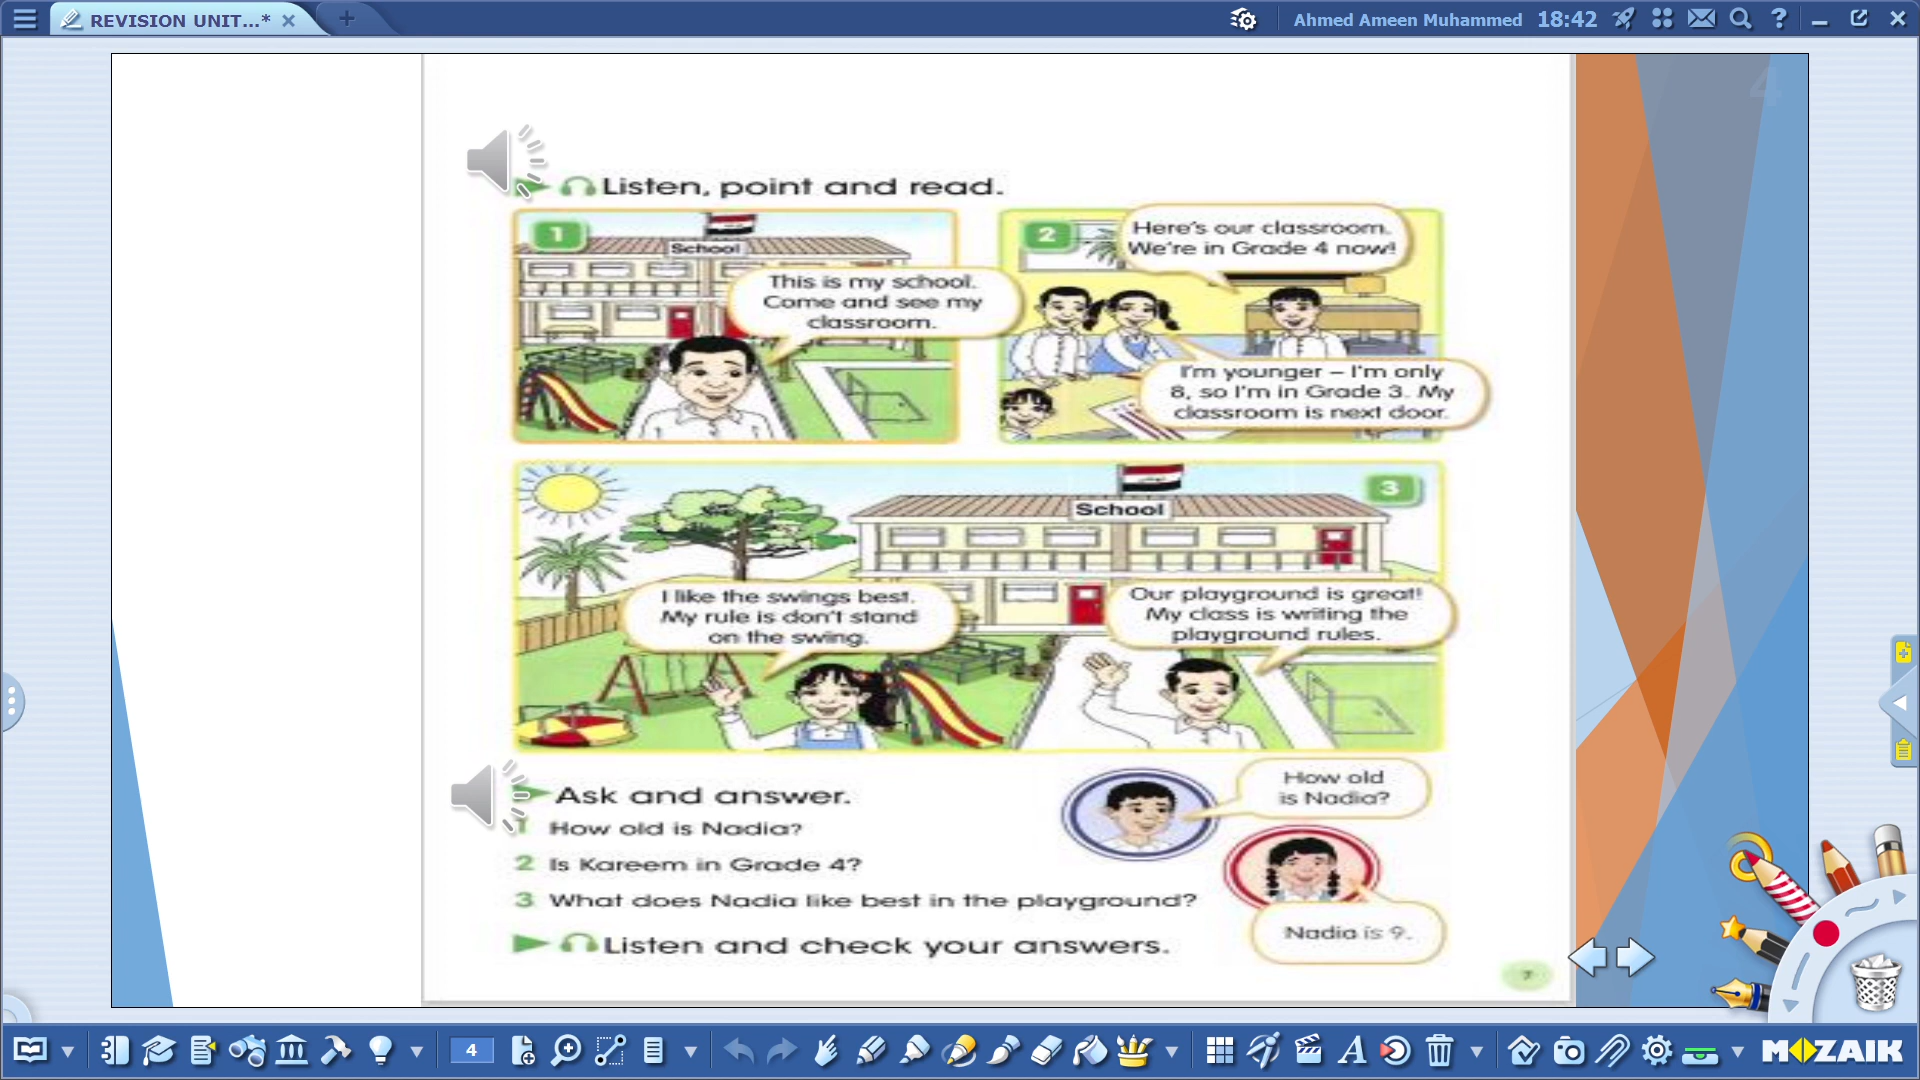 REVISION UNIT...*
Ahmed Ameen Muhammed 18:42
4
Listen, point and read.
1
School
This is my school.
Come and see my
classroom.
2
Here's our classroom.
We're in Grade 4 now!
I'm younger – I'm only
8, so I'm in Grade 3. My
classroom is next door.
3
School
I like the swings best.
My rule is don't stand
on the swing.
Our playground is great!
My class is writing the
playground rules.
Ask and answer.
1 How old is Nadia?
2 Is Kareem in Grade 4?
3 What does Nadia like best in the playground?
How old
is Nadia?
Nadia is 9.
Listen and check your answers.
7
4
MOZAIK